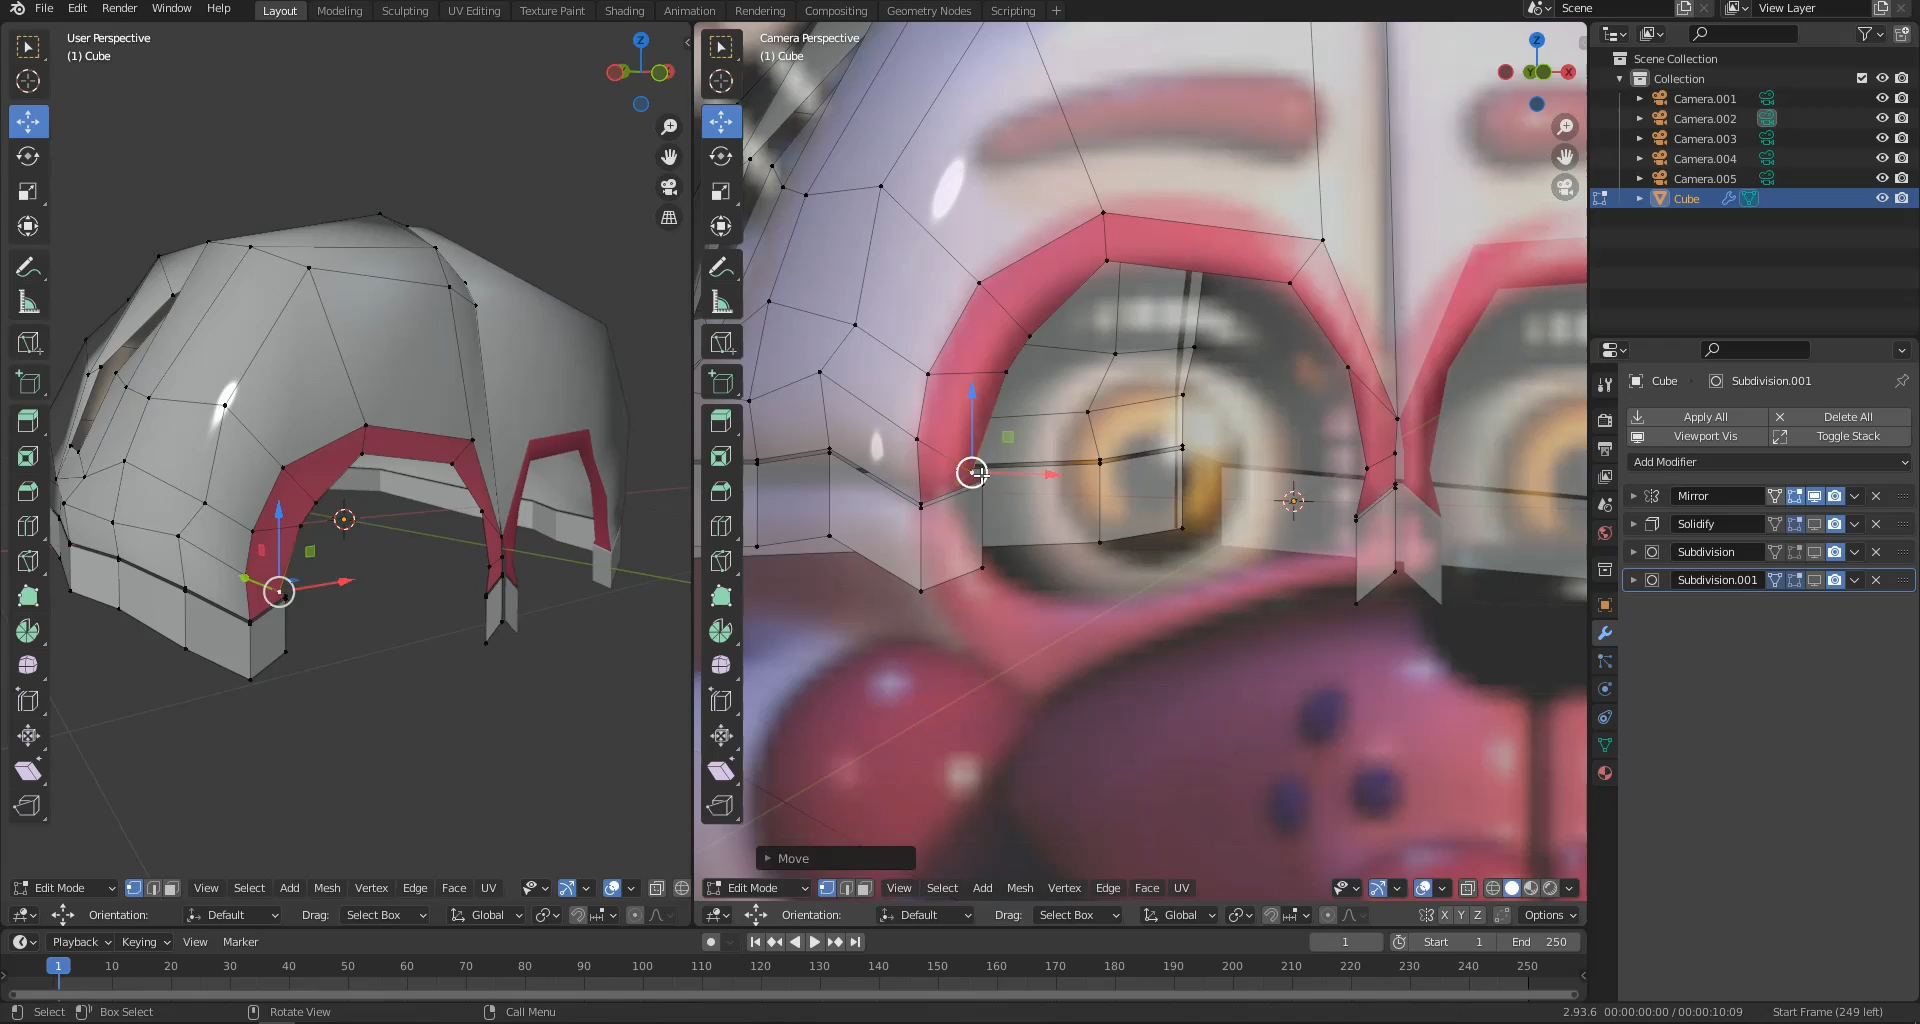 File Edit Render Window Help Layout Modeling Sculpting UV Editing Texture Paint Shading Animation Rendering Compositing Geometry Nodes Scripting + Scene View Layer
User Perspective
(1) Cube
Camera Perspective
(1) Cube
Z
Z
Y
X
Scene Collection
Collection
Camera.001
Camera.002
Camera.003
Camera.004
Camera.005
Cube
Cube Subdivision.001
Apply All Delete All
Viewport Vis Toggle Stack
Add Modifier
Mirror
Solidify
Subdivision
Subdivision.001
Move
Edit Mode View Select Add Mesh Vertex Edge Face UV
Edit Mode View Select Add Mesh Vertex Edge Face UV
Orientation: Default Drag: Select Box Global
Orientation: Default Drag: Select Box Global X Y Z Options
Playback Keying View Marker 1 Start 1 End 250
1 10 20 30 40 50 60 70 80 90 100 110 120 130 140 150 160 170 180 190 200 210 220 230 240 250
Select Box Select Rotate View Call Menu 2.93.6 00:00:00:00 / 00:00:10:09 Start Frame (249 left)